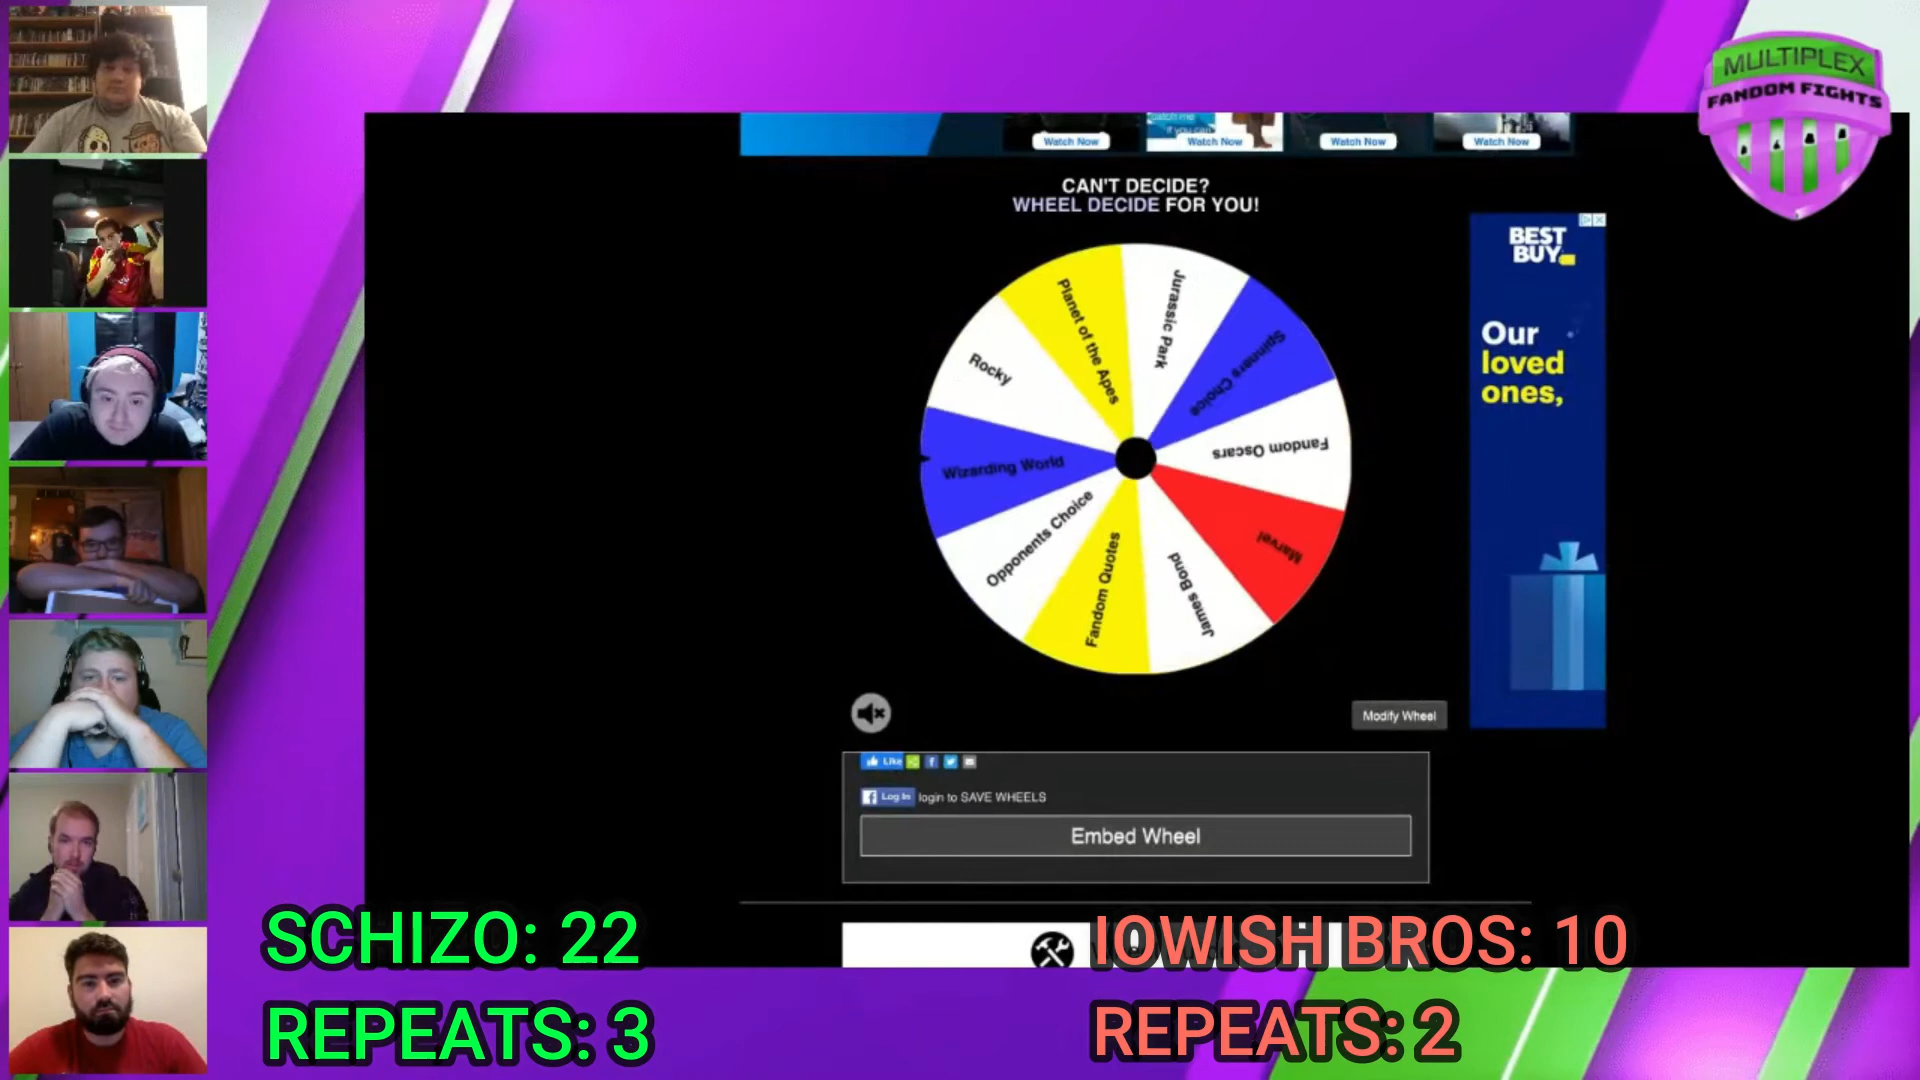 MULTIPLEX
FANDOM FIGHTS
Watch Now
Watch Now
Watch Now
Watch Now
CAN'T DECIDE?
WHEEL DECIDE FOR YOU!
Planet of the Apes
Jurassic Park
Spinners Choice
Fandom Oscars
Marvel
James Bond
Fandom Quotes
Opponents Choice
Wizarding World
Rocky
BEST
BUY
Our
loved
ones,
Modify Wheel
Like
Log In login to SAVE WHEELS
Embed Wheel
SCHIZO: 22
REPEATS: 3
IOWISH BROS: 10
REPEATS: 2